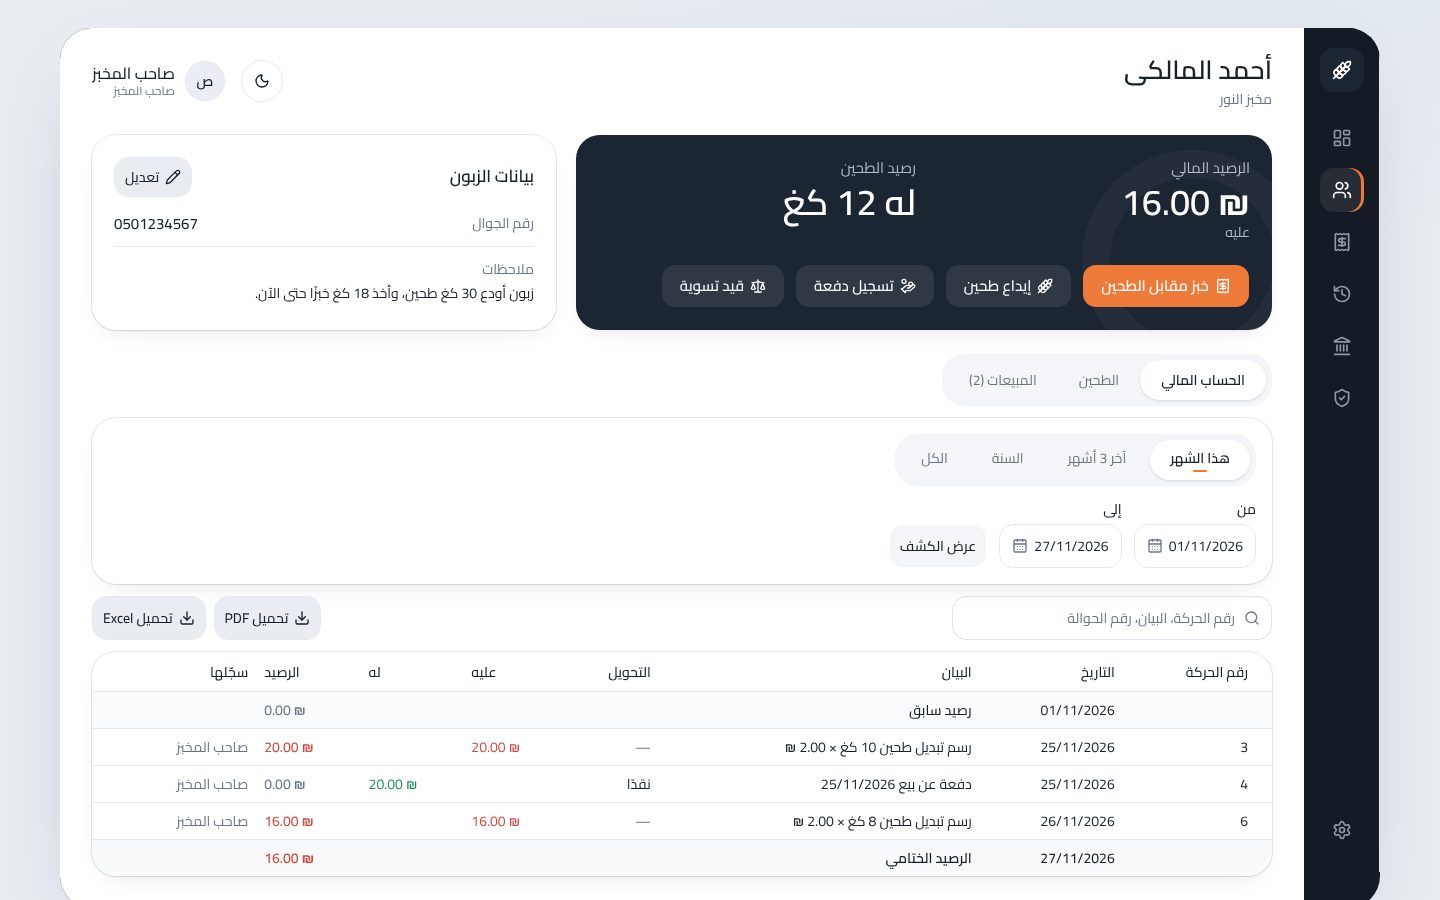 أحمد المالكي
مخبز النور
ص
صاحب المخبز
صاحب المخبز
الرصيد المالي
₪ 16.00
عليه
رصيد الطحين
له 12 كغ
خبز مقابل الطحين
إيداع طحين
تسجيل دفعة
قيد تسوية
بيانات الزبون
تعديل
رقم الجوال
0501234567
ملاحظات
زبون أودع 30 كغ طحين، وأخذ 18 كغ خبزًا حتى الآن.
الحساب المالي
الطحين
المبيعات (2)
هذا الشهر
آخر 3 أشهر
السنة
الكل
من
إلى
01/11/2026
27/11/2026
عرض الكشف
رقم الحركة، البيان، رقم الحوالة
تحميل PDF
تحميل Excel
رقم الحركة التاريخ البيان التحويل عليه له الرصيد سجّلها
01/11/2026 رصيد سابق ₪ 0.00
3 25/11/2026 رسم تبديل طحين 10 كغ × 2.00 ₪ — ₪ 20.00 ₪ 20.00 صاحب المخبز
4 25/11/2026 دفعة عن بيع 25/11/2026 نقدًا ₪ 20.00 ₪ 0.00 صاحب المخبز
6 26/11/2026 رسم تبديل طحين 8 كغ × 2.00 ₪ — ₪ 16.00 ₪ 16.00 صاحب المخبز
27/11/2026 الرصيد الختامي ₪ 16.00